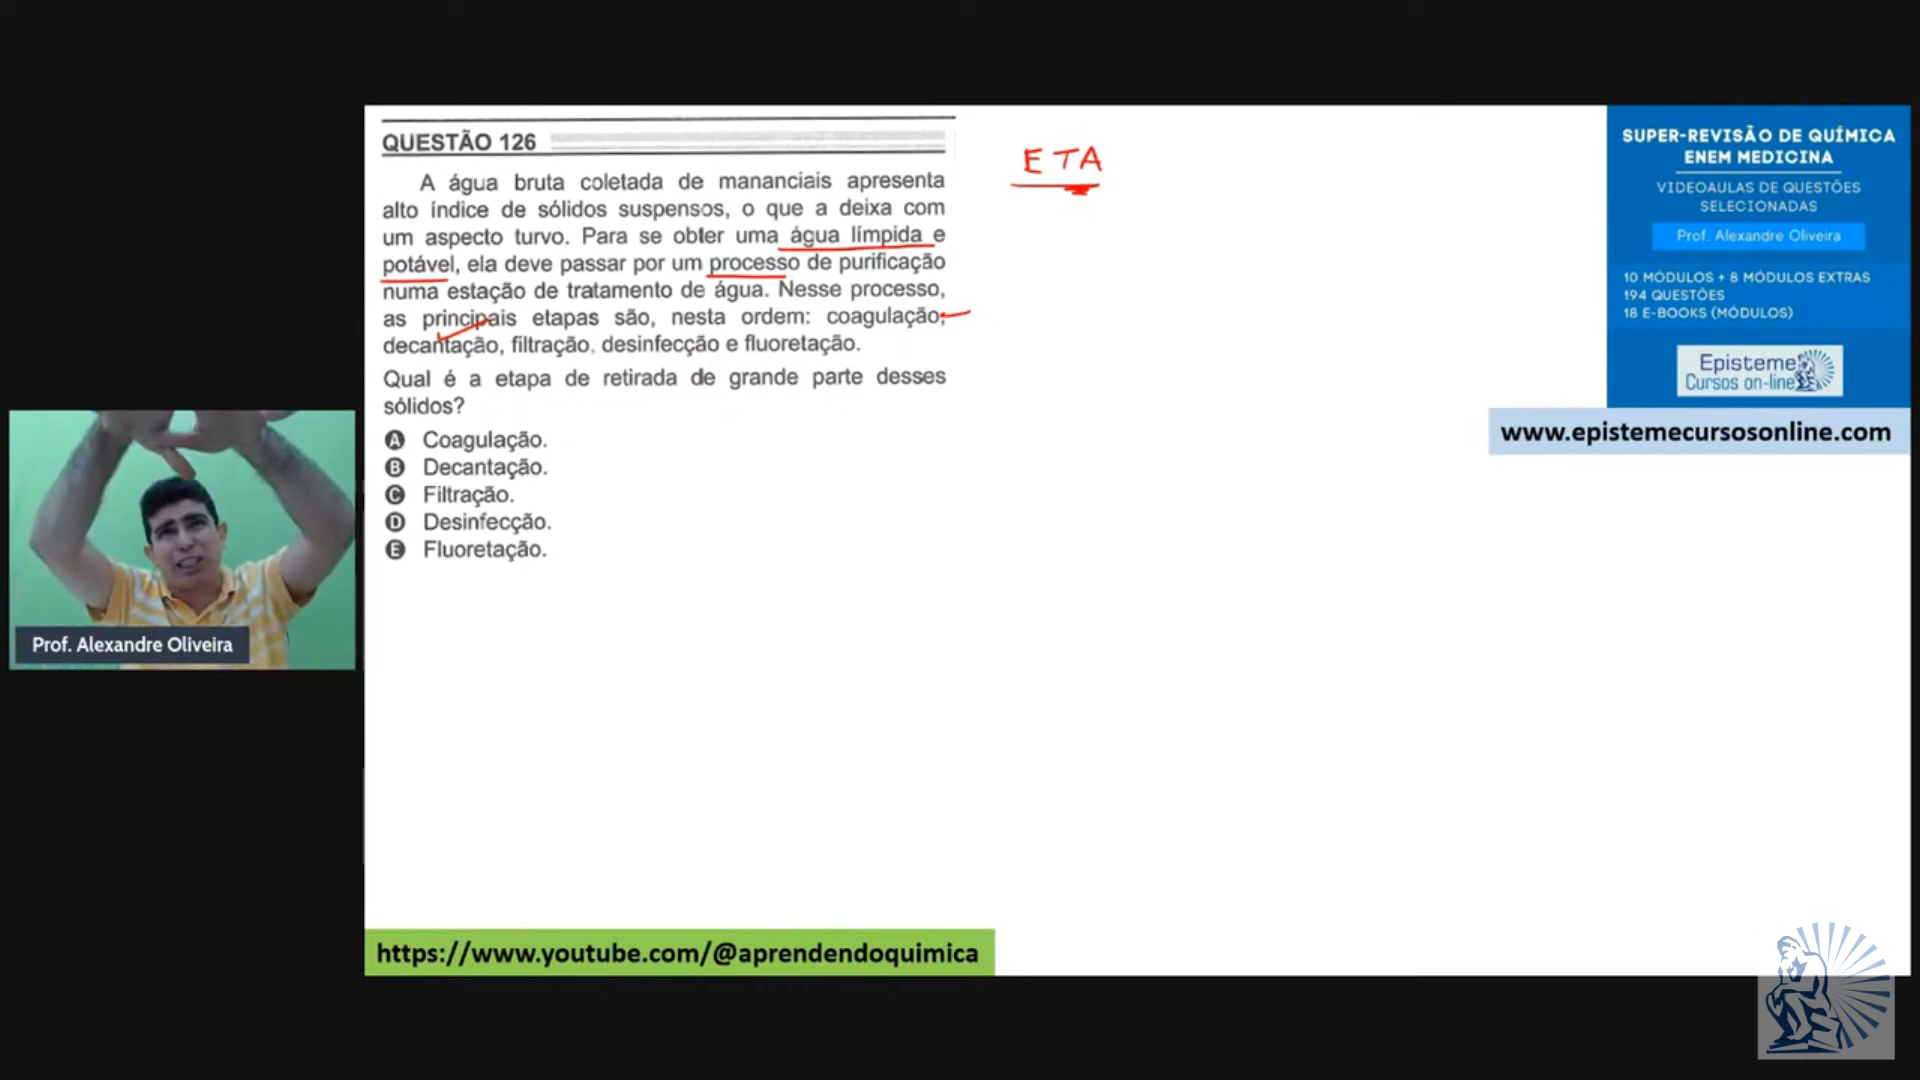 QUESTÃO 126
A água bruta coletada de mananciais apresenta
alto índice de sólidos suspensos, o que a deixa com
um aspecto turvo. Para se obter uma água límpida e
potável, ela deve passar por um processo de purificação
numa estação de tratamento de água. Nesse processo,
as principais etapas são, nesta ordem: coagulação,
decantação, filtração, desinfecção e fluoretação.
Qual é a etapa de retirada de grande parte desses
sólidos?
A Coagulação.
B Decantação.
C Filtração.
D Desinfecção.
E Fluoretação.
ETA
SUPER-REVISÃO DE QUÍMICA
ENEM MEDICINA
VIDEOAULAS DE QUESTÕES
SELECIONADAS
Prof. Alexandre Oliveira
10 MÓDULOS + 8 MÓDULOS EXTRAS
194 QUESTÕES
18 E-BOOKS (MÓDULOS)
Episteme
Cursos on-line
www.epistemecursosonline.com
Prof. Alexandre Oliveira
https://www.youtube.com/@aprendendoquimica